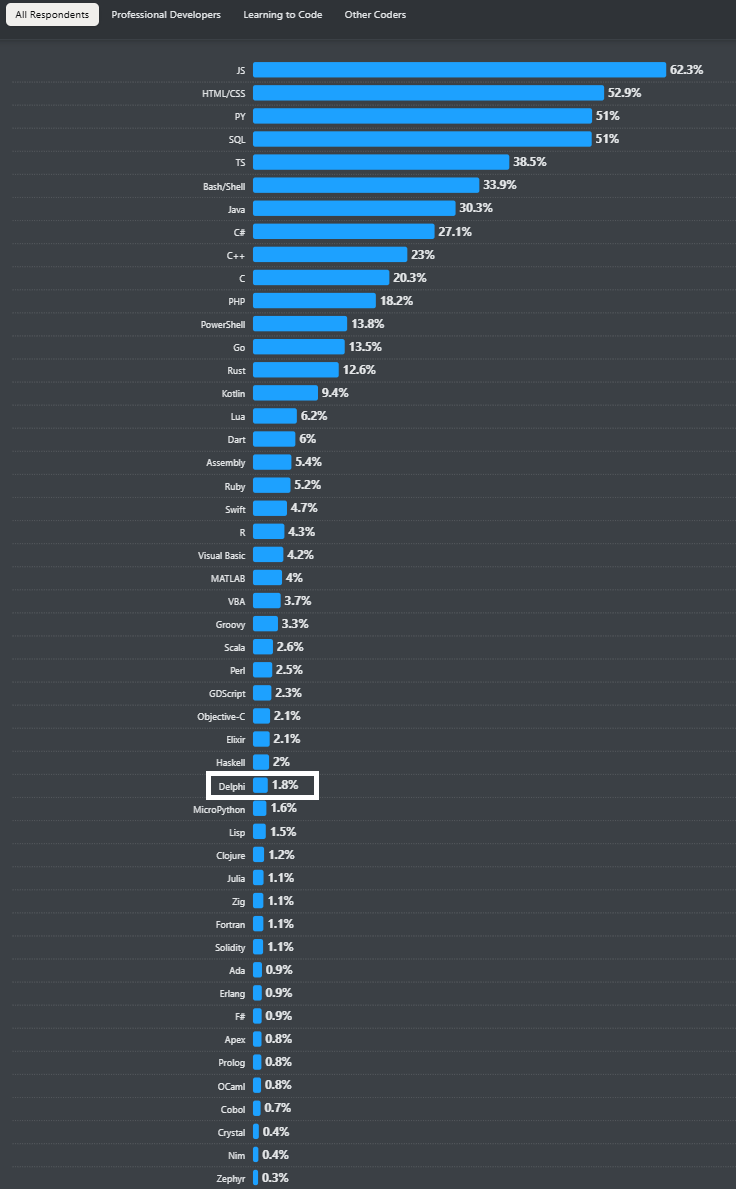 All Respondents Professional Developers Learning to Code Other Coders
JS 62.3%
HTML/CSS 52.9%
PY 51%
SQL 51%
TS 38.5%
Bash/Shell 33.9%
Java 30.3%
C# 27.1%
C++ 23%
C 20.3%
PHP 18.2%
PowerShell 13.8%
Go 13.5%
Rust 12.6%
Kotlin 9.4%
Lua 6.2%
Dart 6%
Assembly 5.4%
Ruby 5.2%
Swift 4.7%
R 4.3%
Visual Basic 4.2%
MATLAB 4%
VBA 3.7%
Groovy 3.3%
Scala 2.6%
Perl 2.5%
GDScript 2.3%
Objective-C 2.1%
Elixir 2.1%
Haskell 2%
Delphi 1.8%
MicroPython 1.6%
Lisp 1.5%
Clojure 1.2%
Julia 1.1%
Zig 1.1%
Fortran 1.1%
Solidity 1.1%
Ada 0.9%
Erlang 0.9%
F# 0.9%
Apex 0.8%
Prolog 0.8%
OCaml 0.8%
Cobol 0.7%
Crystal 0.4%
Nim 0.4%
Zephyr 0.3%